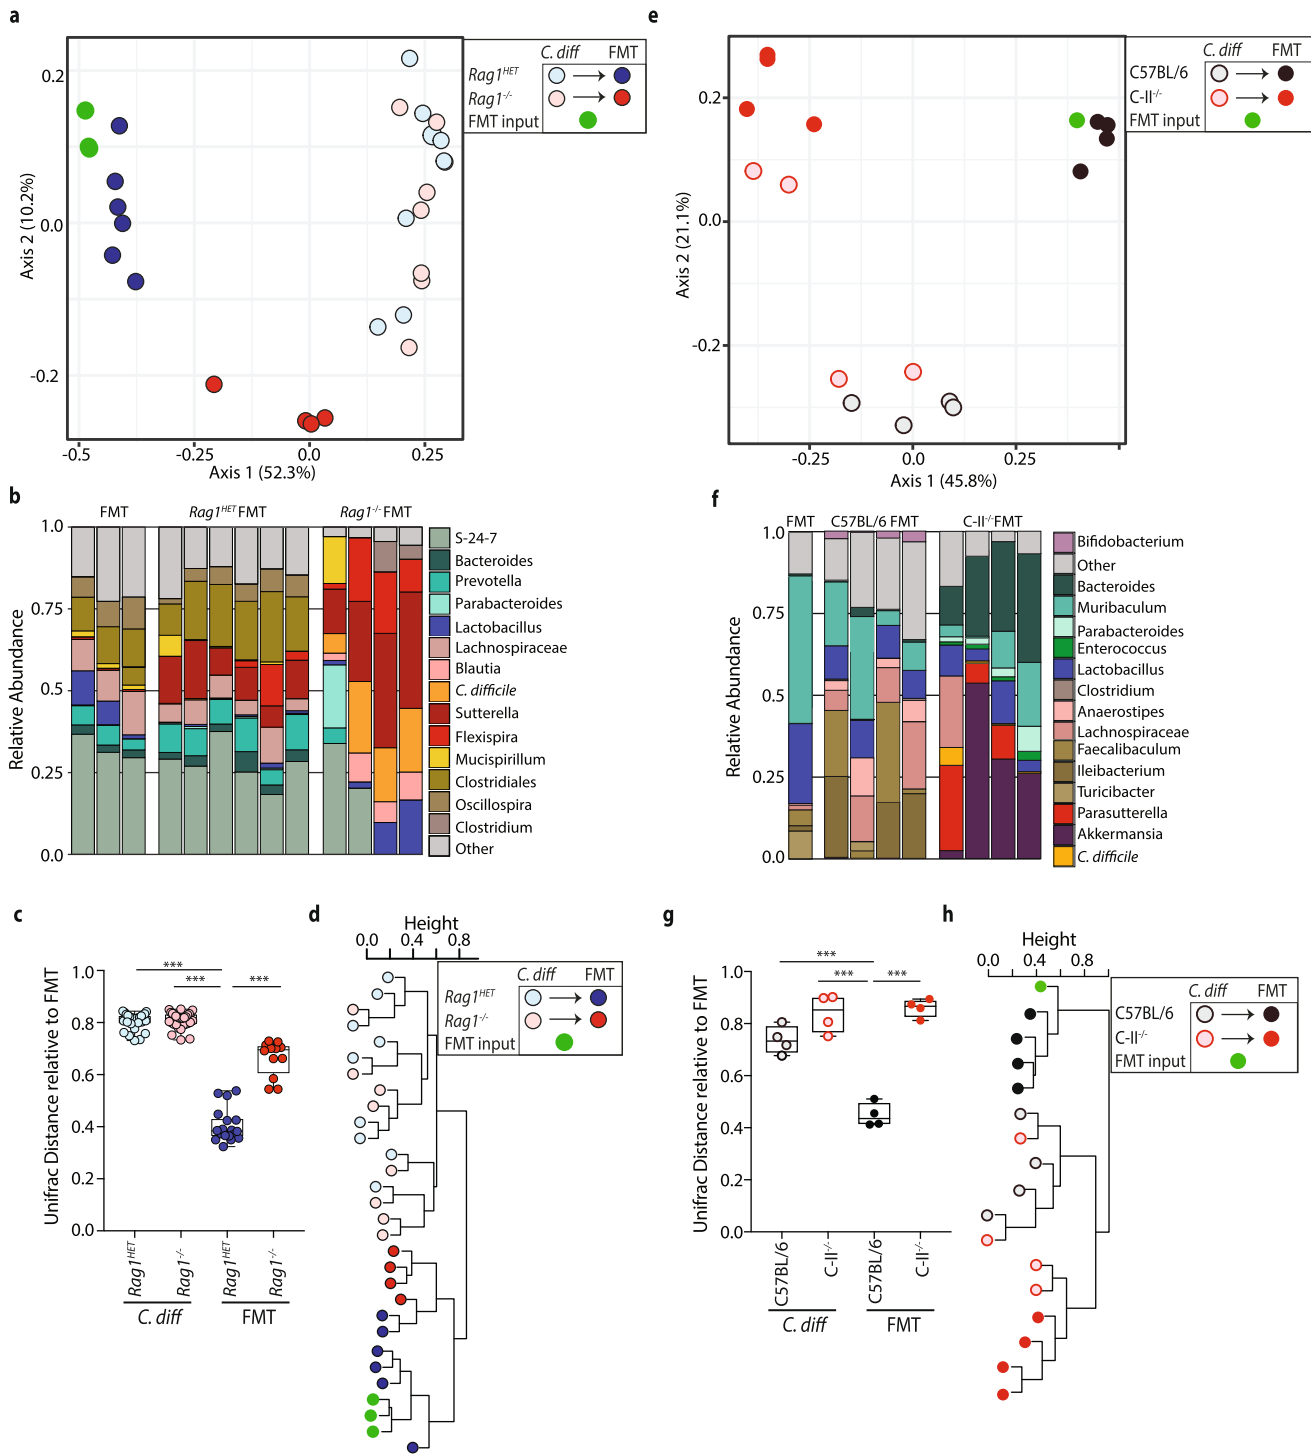 a
C. diff FMT
Rag1HET
Rag1-/-
FMT input
0.2
0.0
-0.2
Axis 2 (10.2%)
-0.5 -0.25 0.0 0.25
Axis 1 (52.3%)
e
C. diff FMT
C57BL/6
C-II-/-
FMT input
0.2
0.0
-0.2
Axis 2 (21.1%)
-0.25 0.0 0.25
Axis 1 (45.8%)
b
FMT Rag1HET FMT Rag1-/- FMT
1.0
0.75
0.5
0.25
0.0
Relative Abundance
S-24-7
Bacteroides
Prevotella
Parabacteroides
Lactobacillus
Lachnospiraceae
Blautia
C. difficile
Sutterella
Flexispira
Mucispirillum
Clostridiales
Oscillospira
Clostridium
Other
f
FMT C57BL/6 FMT C-II-/-FMT
1.0
0.75
0.5
0.25
0.0
Relative Abundance
Bifidobacterium
Other
Bacteroides
Muribaculum
Parabacteroides
Enterococcus
Lactobacillus
Clostridium
Anaerostipes
Lachnospiraceae
Faecalibaculum
Ileibacterium
Turicibacter
Parasutterella
Akkermansia
C. difficile
c
***
*** ***
1.0
0.8
0.6
0.4
0.2
0.0
Unifrac Distance relative to FMT
Rag1HET Rag1-/- Rag1HET Rag1-/-
C. diff FMT
d
Height
0.0 0.4 0.8
C. diff FMT
Rag1HET
Rag1-/-
FMT input
g
***
*** ***
1.0
0.8
0.6
0.4
0.2
0.0
Unifrac Distance relative to FMT
C57BL/6 C-II-/- C57BL/6 C-II-/-
C. diff FMT
h
Height
0.0 0.4 0.8
C. diff FMT
C57BL/6
C-II-/-
FMT input